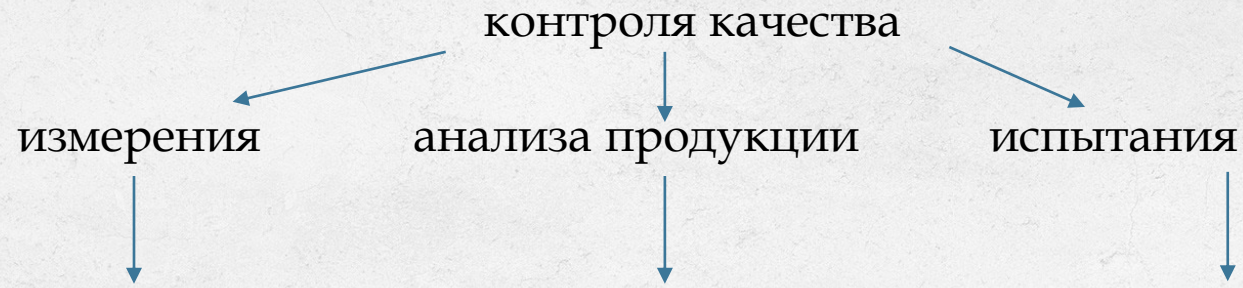 контроля качества
измерения анализа продукции испытания